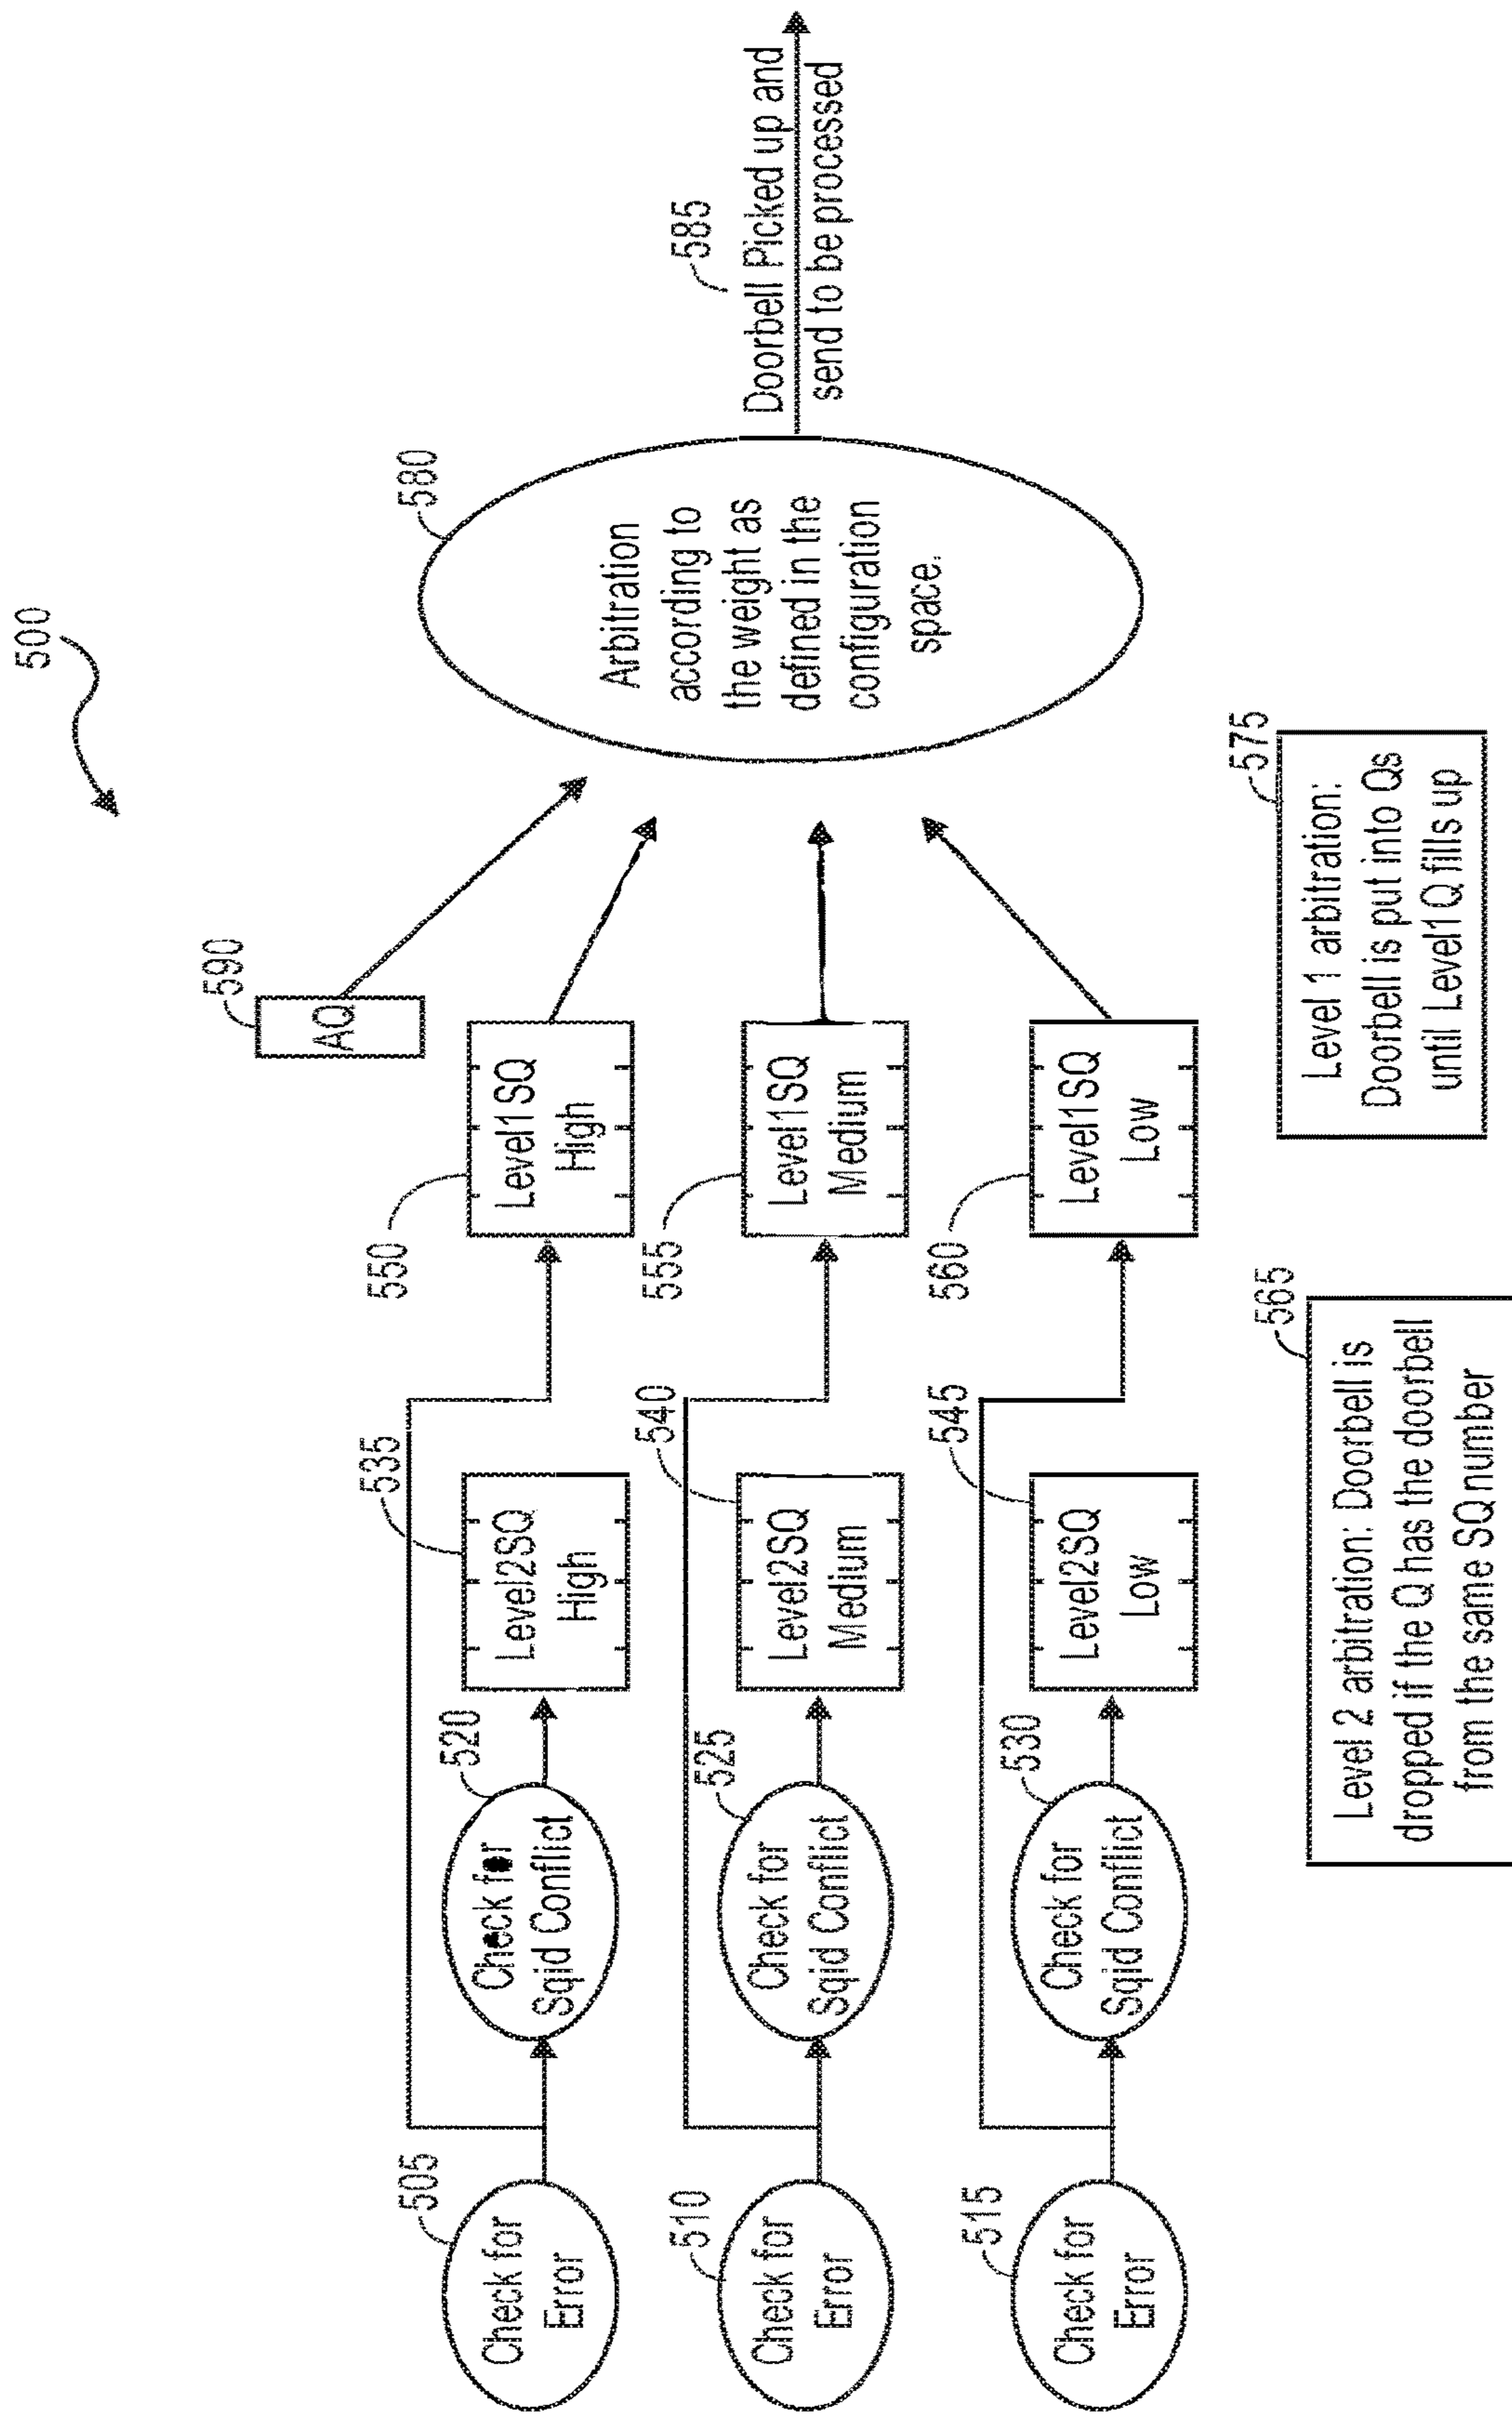 500
505
Check for
Error
520
Check for
Sqid Conflict
535
Level2SQ
High
550
Level1SQ
High
590
AQ
510
Check for
Error
525
Check for
Sqid Conflict
540
Level2SQ
Medium
555
Level1SQ
Medium
515
Check for
Error
530
Check for
Sqid Conflict
545
Level2SQ
Low
560
Level1SQ
Low
580
Arbitration
according to
the weight as
defined in the
configuration
space.
585
Doorbell Picked up and
send to be processed
565
Level 2 arbitration: Doorbell is
dropped if the Q has the doorbell
from the same SQ number
575
Level 1 arbitration:
Doorbell is put into Qs
until Level1Q fills up